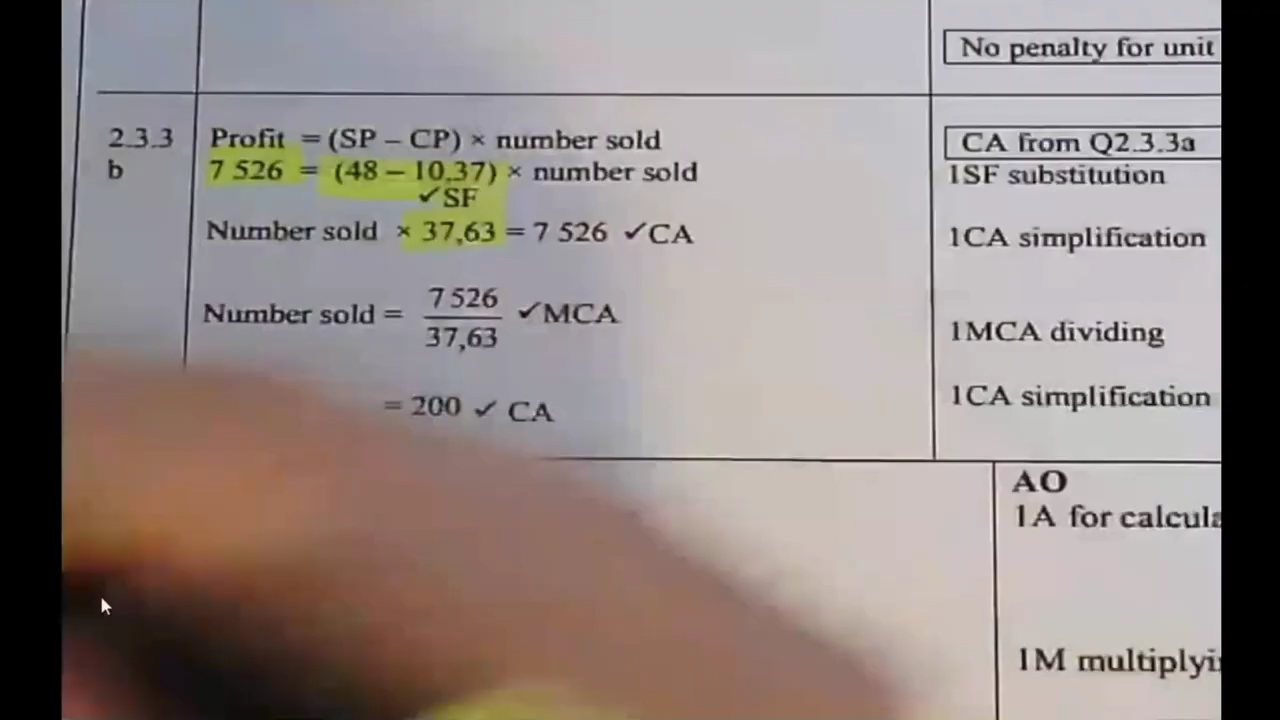 No penalty for unit
2.3.3 Profit = (SP – CP) × number sold
CA from Q2.3.3a
b 7 526 = (48 – 10,37) × number sold
1SF substitution
✓SF
Number sold × 37,63 = 7 526 ✓CA
1CA simplification
Number sold = 7 526 / 37,63 ✓MCA
1MCA dividing
= 200 ✓ CA
1CA simplification
AO
1A for
1M